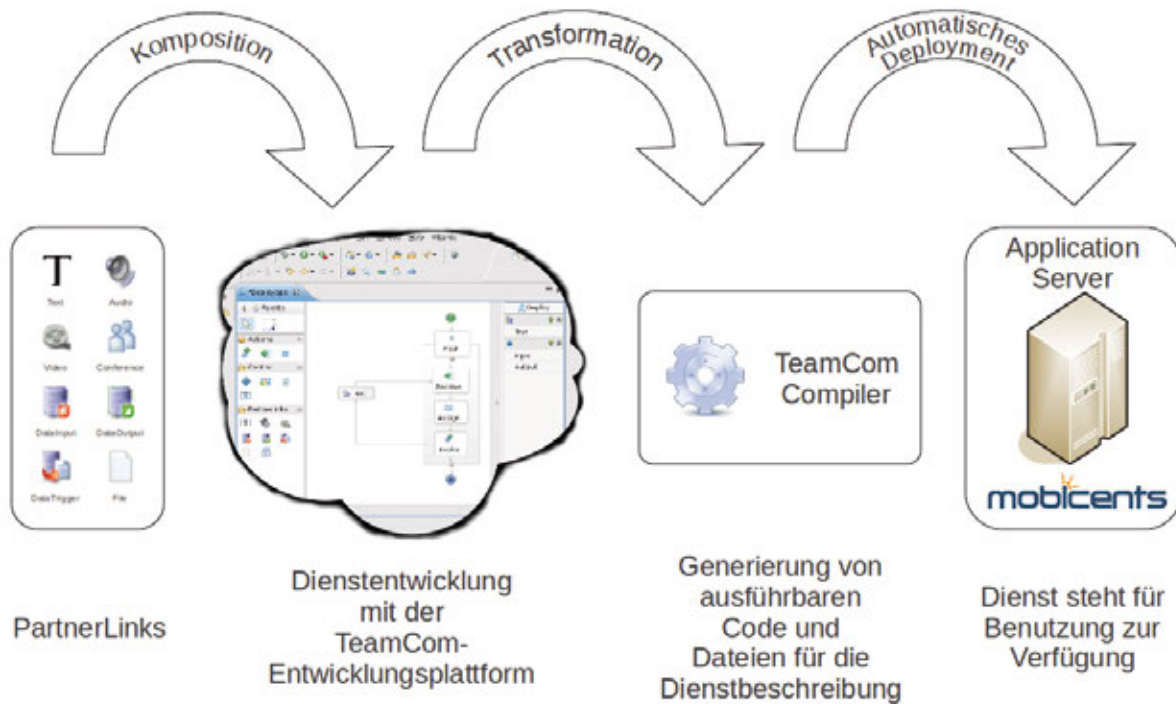 Komposition
Transformation
Automatisches
Deployment
Text
Audio
Video
Conference
DataInput
DataOutput
DataTrigger
File
Application
Server
TeamCom
Compiler
mobicents
PartnerLinks
Dienstentwicklung
mit der
TeamCom-
Entwicklungsplattform
Generierung von
ausführbaren
Code und
Dateien für die
Dienstbeschreibung
Dienst steht für
Benutzung zur
Verfügung